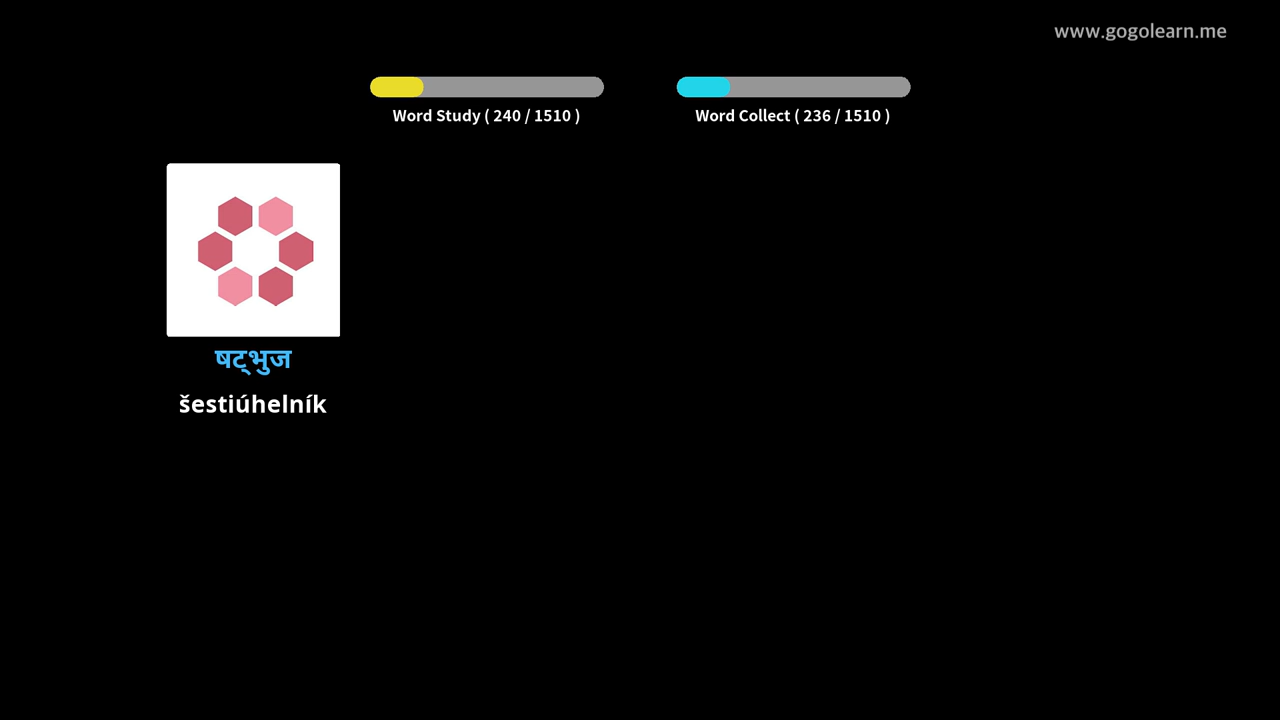 www.gogolearn.me
Word Study ( 240 / 1510 )
Word Collect ( 236 / 1510 )
षट्भुज
šestiúhelník